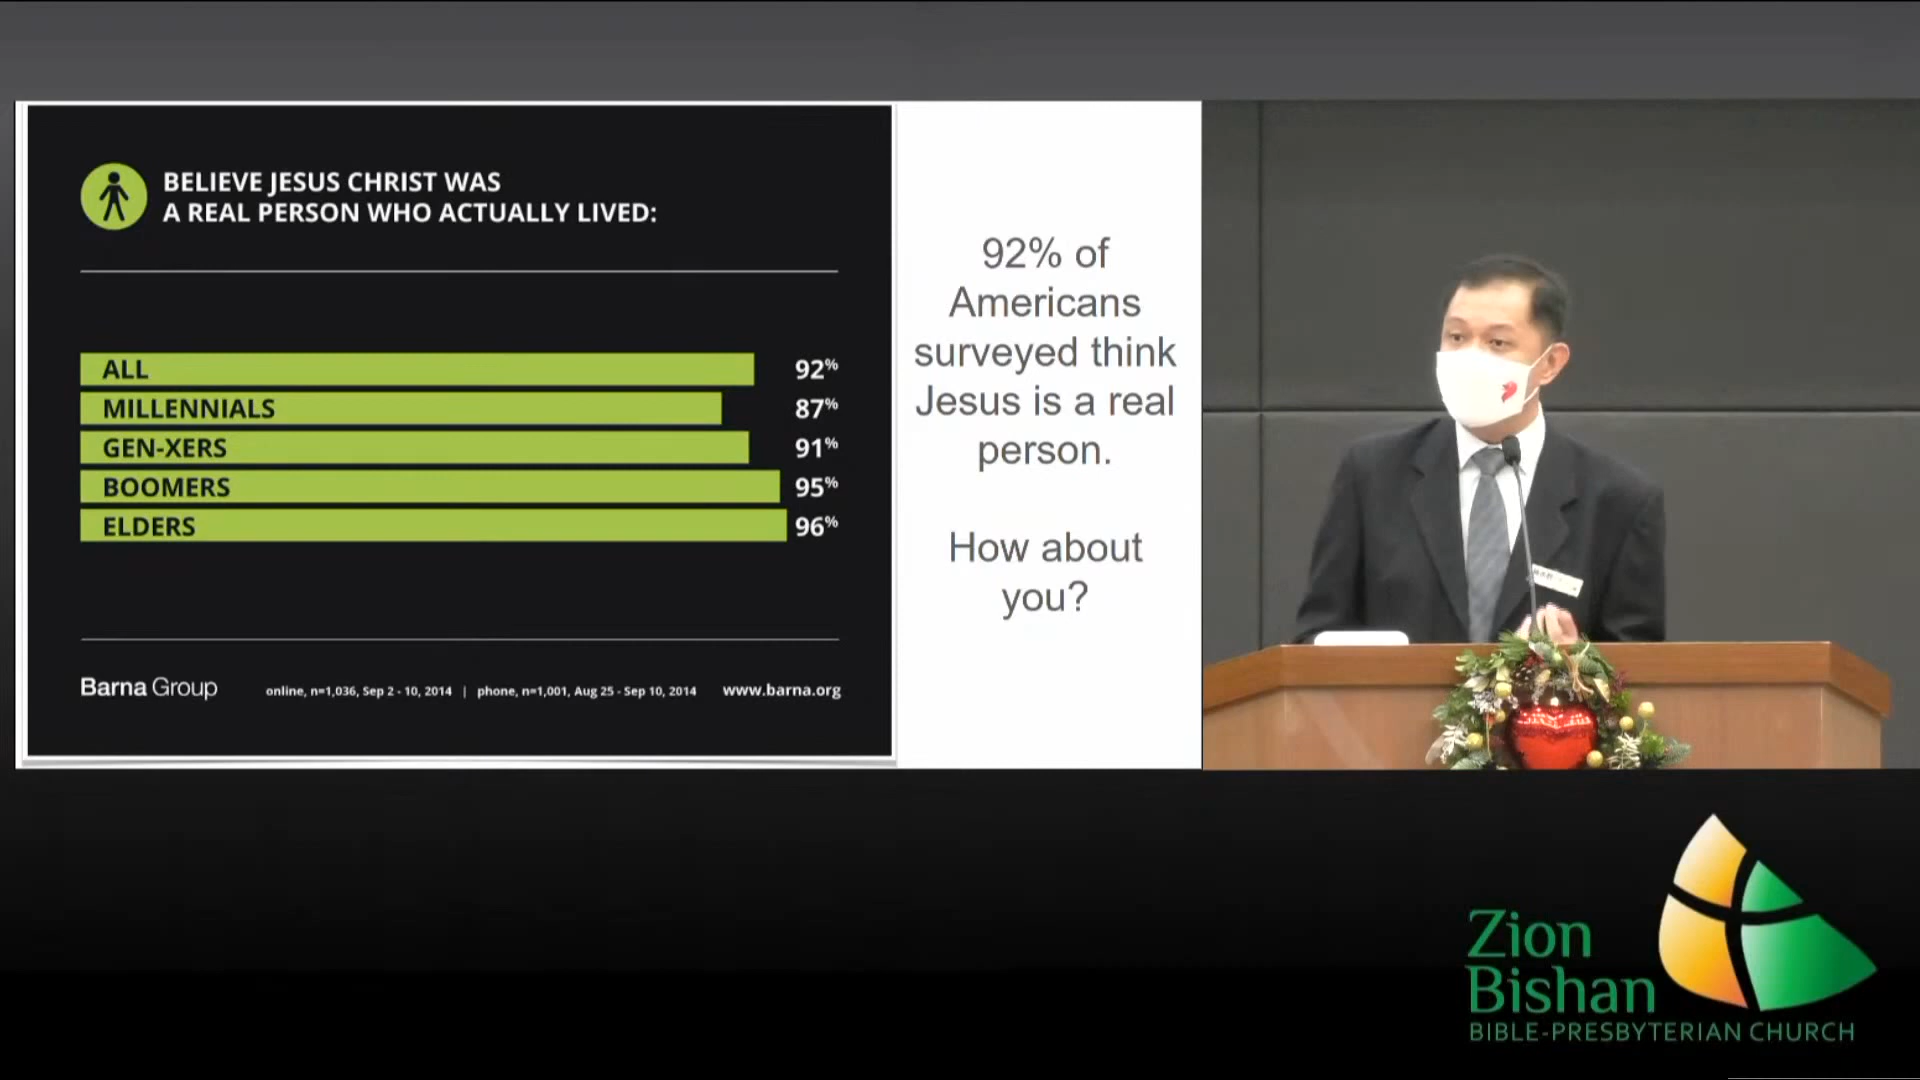 BELIEVE JESUS CHRIST WAS
A REAL PERSON WHO ACTUALLY LIVED:
ALL 92%
MILLENNIALS 87%
GEN-XERS 91%
BOOMERS 95%
ELDERS 96%
Barna Group online, n=1,036, Sep 2 - 10, 2014 | phone, n=1,001, Aug 25 - Sep 10, 2014 www.barna.org
92% of
Americans
surveyed think
Jesus is a real
person.
How about
you?
Zion
Bishan
BIBLE-PRESBYTERIAN CHURCH